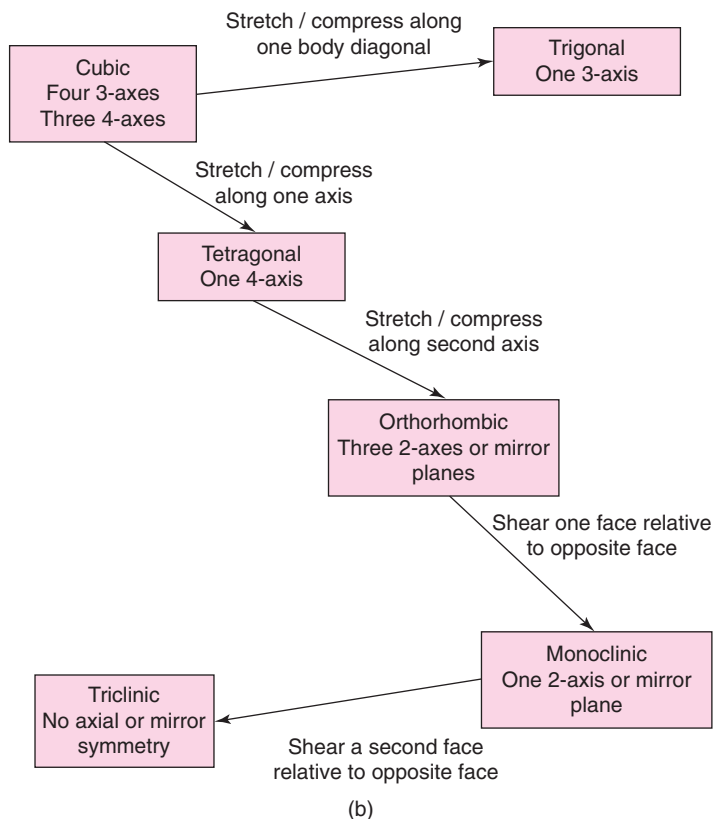 Stretch / compress along
one body diagonal
Cubic
Four 3-axes
Three 4-axes
Trigonal
One 3-axis
Stretch / compress
along one axis
Tetragonal
One 4-axis
Stretch / compress
along second axis
Orthorhombic
Three 2-axes or mirror
planes
Shear one face relative
to opposite face
Monoclinic
One 2-axis or mirror
plane
Triclinic
No axial or mirror
symmetry
Shear a second face
relative to opposite face
(b)